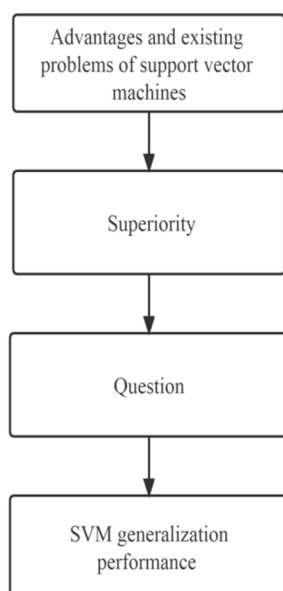 Advantages and existing
problems of support vector
machines
Superiority
Question
SVM generalization
performance